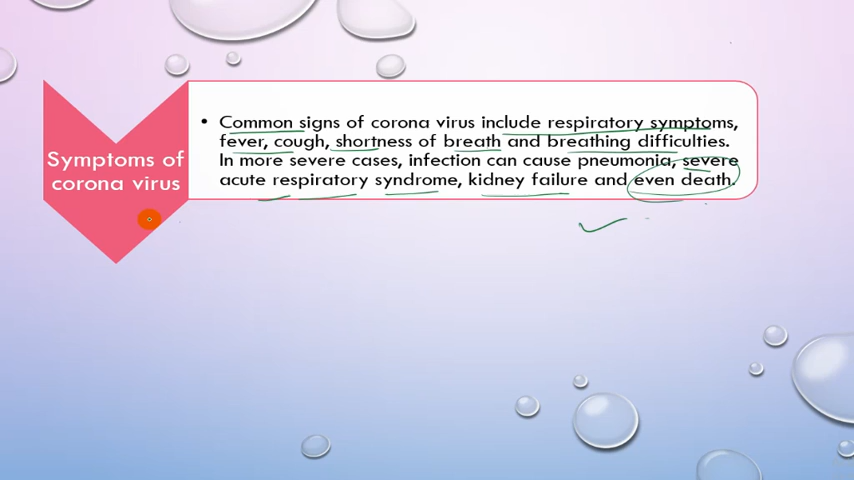 Symptoms of
corona virus
• Common signs of corona virus include respiratory symptoms,
fever, cough, shortness of breath and breathing difficulties.
In more severe cases, infection can cause pneumonia, severe
acute respiratory syndrome, kidney failure and even death.